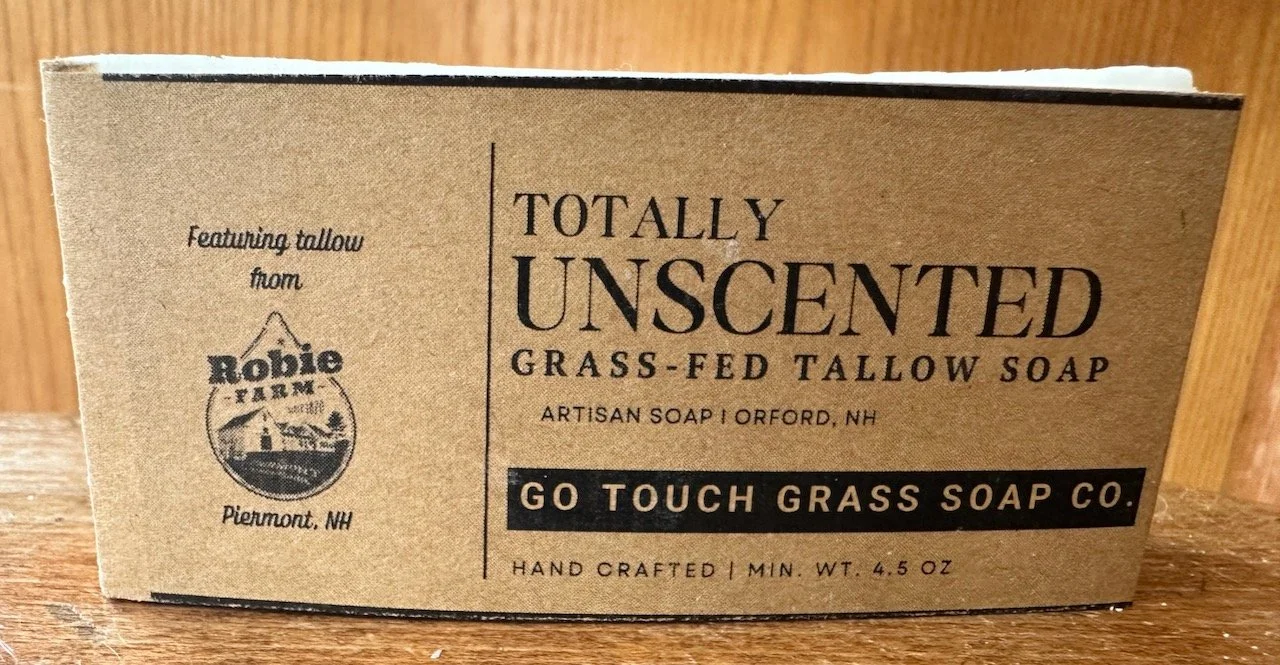 Featuring tallow
from
Robie
-FARM-
Piermont, NH
TOTALLY
UNSCENTED
GRASS-FED TALLOW SOAP
ARTISAN SOAP | ORFORD, NH
GO TOUCH GRASS SOAP CO.
HAND CRAFTED | MIN. WT. 4.5 OZ